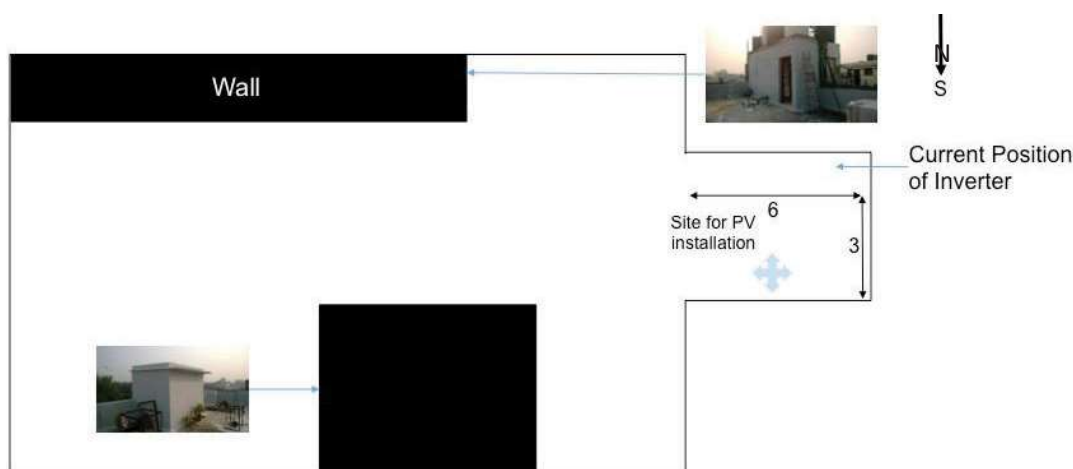 Wall
N
S
Current Position
of Inverter
6
Site for PV
installation
3